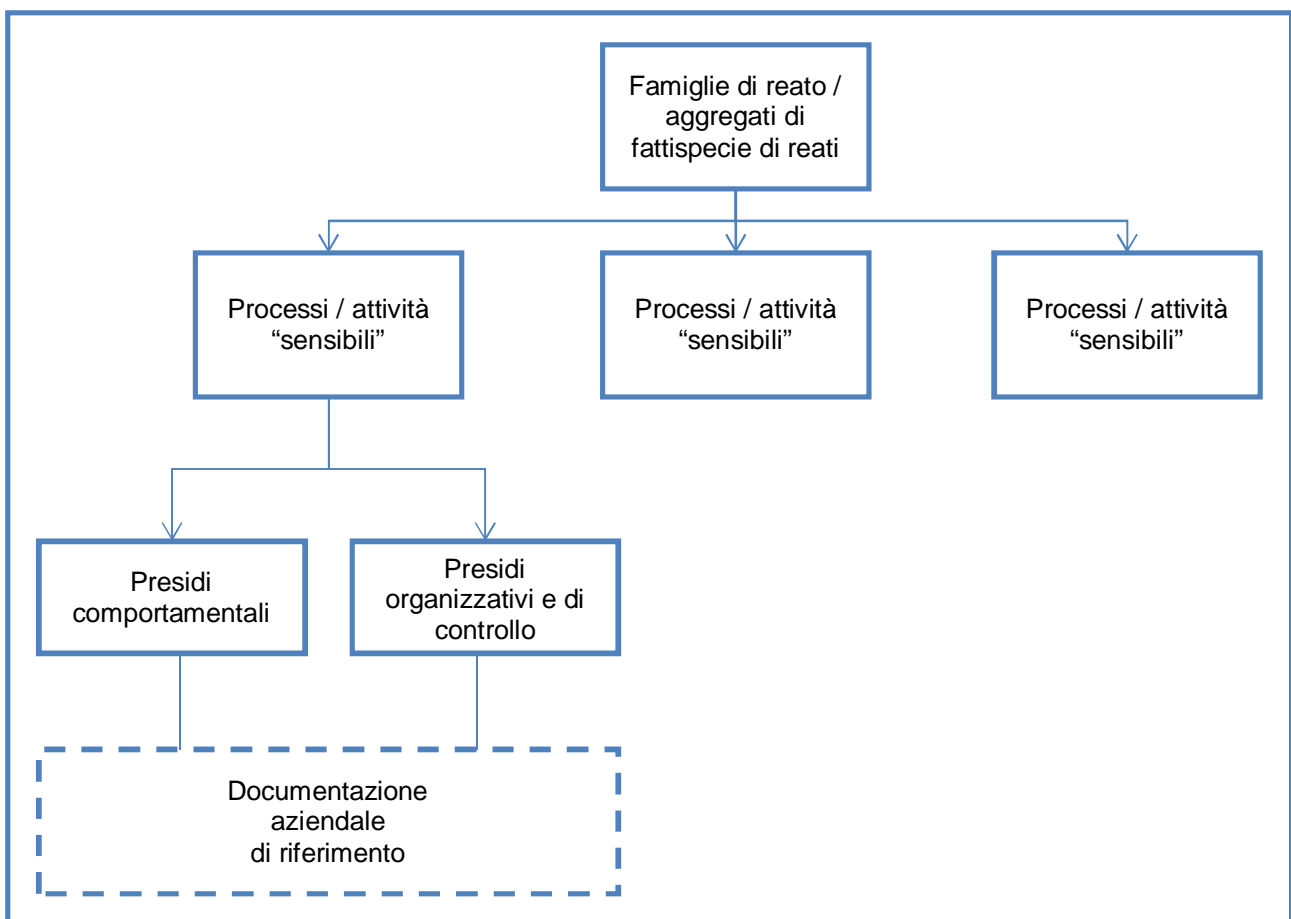 Famiglie di reato /
aggregati di
fattispecie di reati
Processi / attività
“sensibili”
Processi / attività
“sensibili”
Processi / attività
“sensibili”
Presidi
comportamentali
Presidi
organizzativi e di
controllo
Documentazione
aziendale
di riferimento